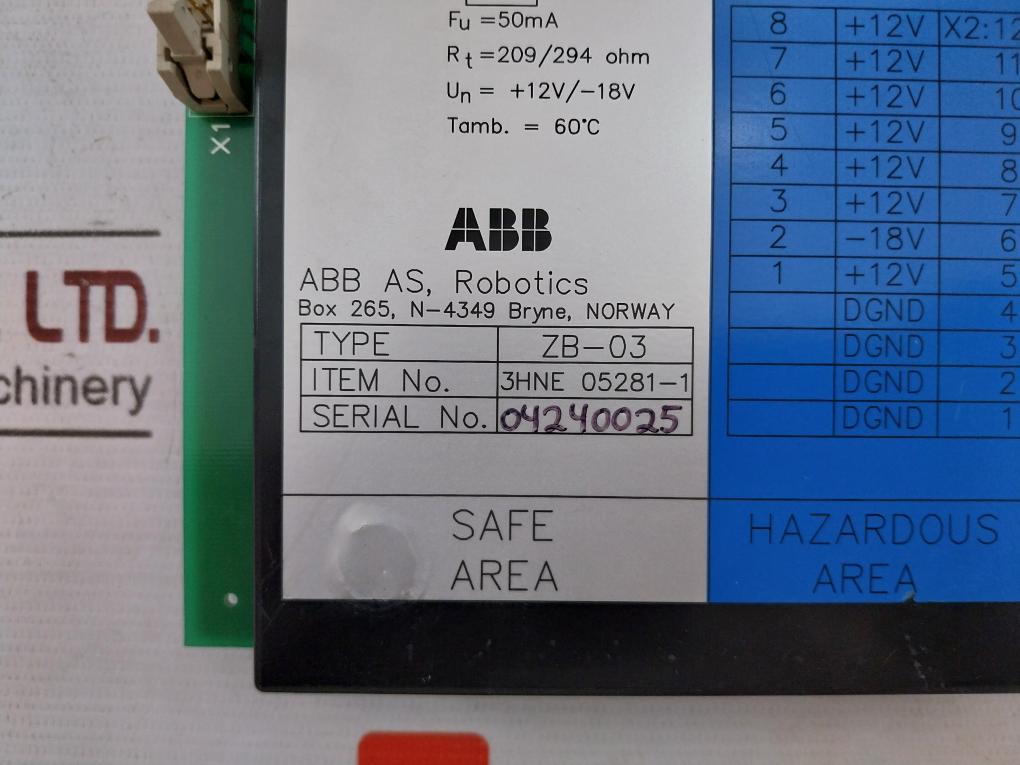 Fu =50mA
Rt =209/294 ohm
Un = +12V/-18V
Tamb. = 60°C
X1
ABB
ABB AS, Robotics
Box 265, N-4349 Bryne, NORWAY
TYPE ZB-03
ITEM No. 3HNE 05281-1
SERIAL No. 04240025
SAFE
AREA
8 +12V X2:12
7 +12V 11
6 +12V 10
5 +12V 9
4 +12V 8
3 +12V 7
2 -18V 6
1 +12V 5
DGND 4
DGND 3
DGND 2
DGND 1
HAZARDOUS
AREA
LTD.